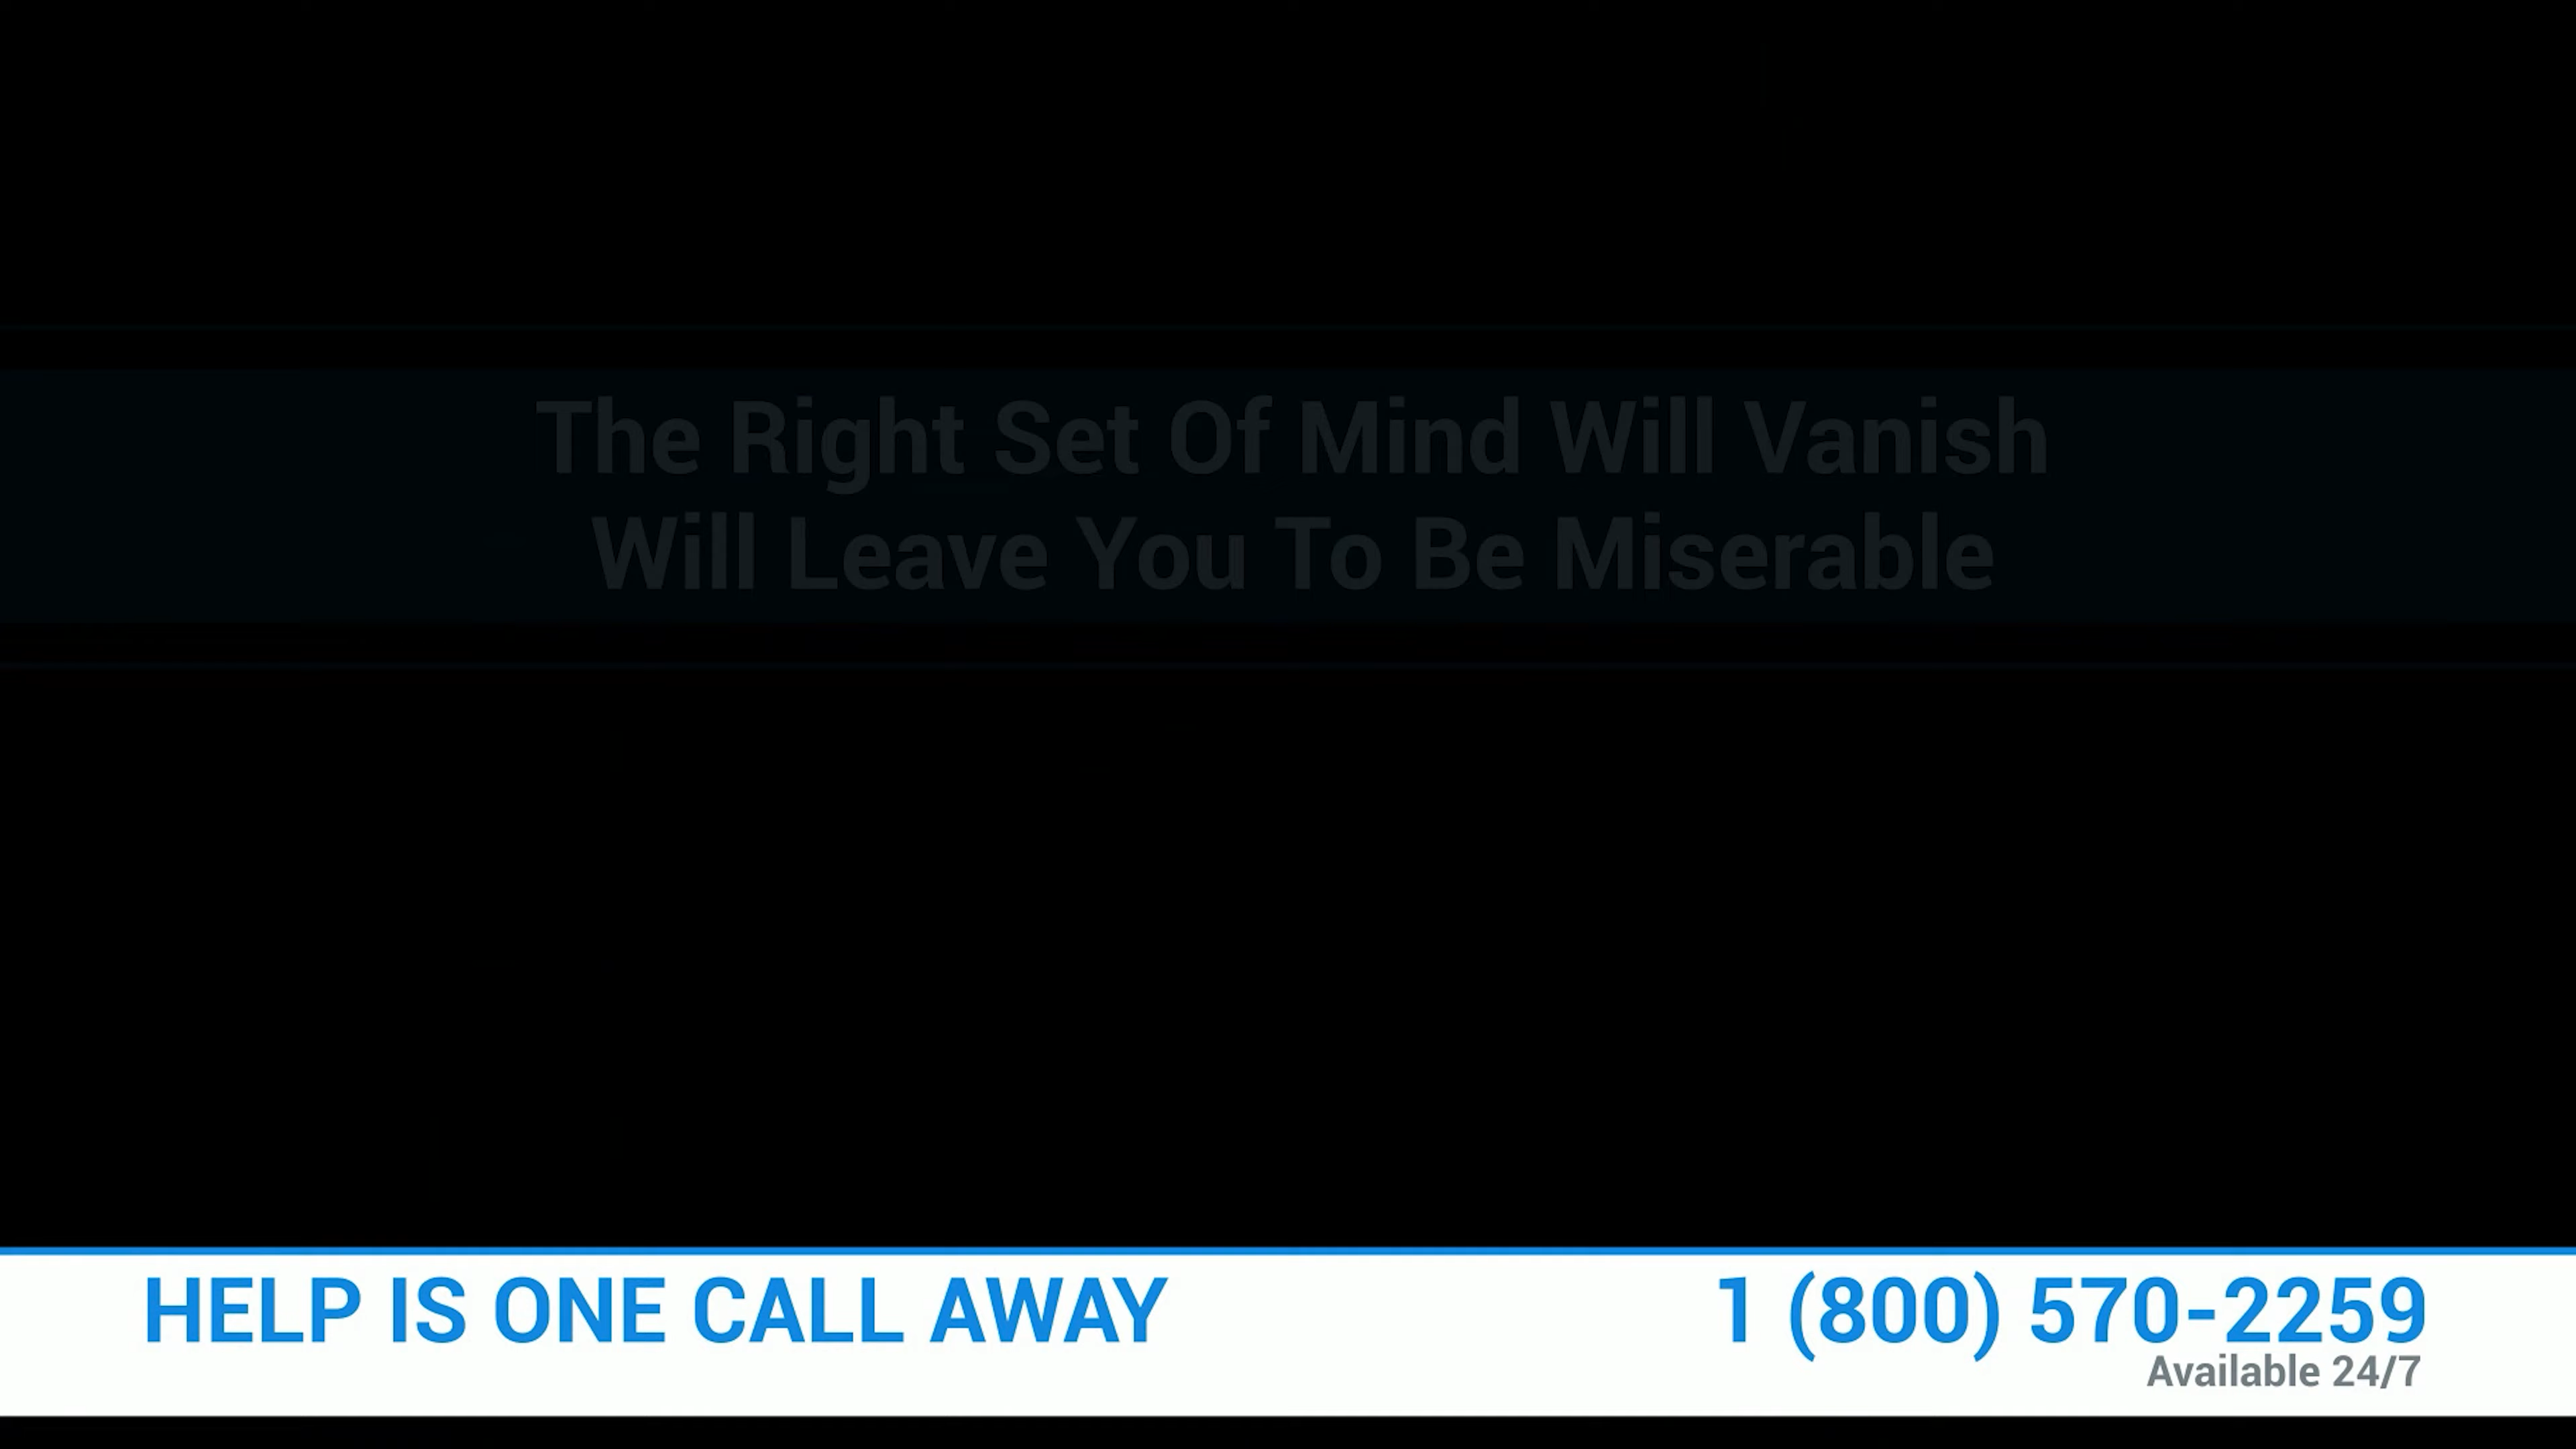 The Right Set Of Mind Will Vanish
Will Leave You To Be Miserable
HELP IS ONE CALL AWAY
1 (800) 570-2259
Available 24/7